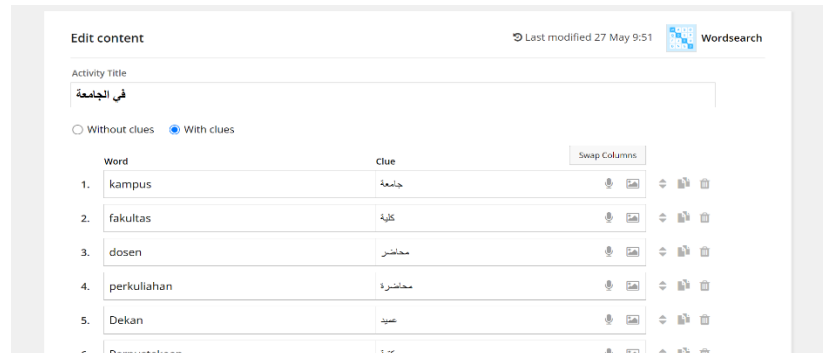 Edit content Last modified 27 May 9:51 Wordsearch
Activity Title
في الجامعة
Without clues With clues
Swap Columns
Word Clue
1. kampus جامعة
2. fakultas كلية
3. dosen محاضر
4. perkuliahan محاضرة
5. Dekan عميد